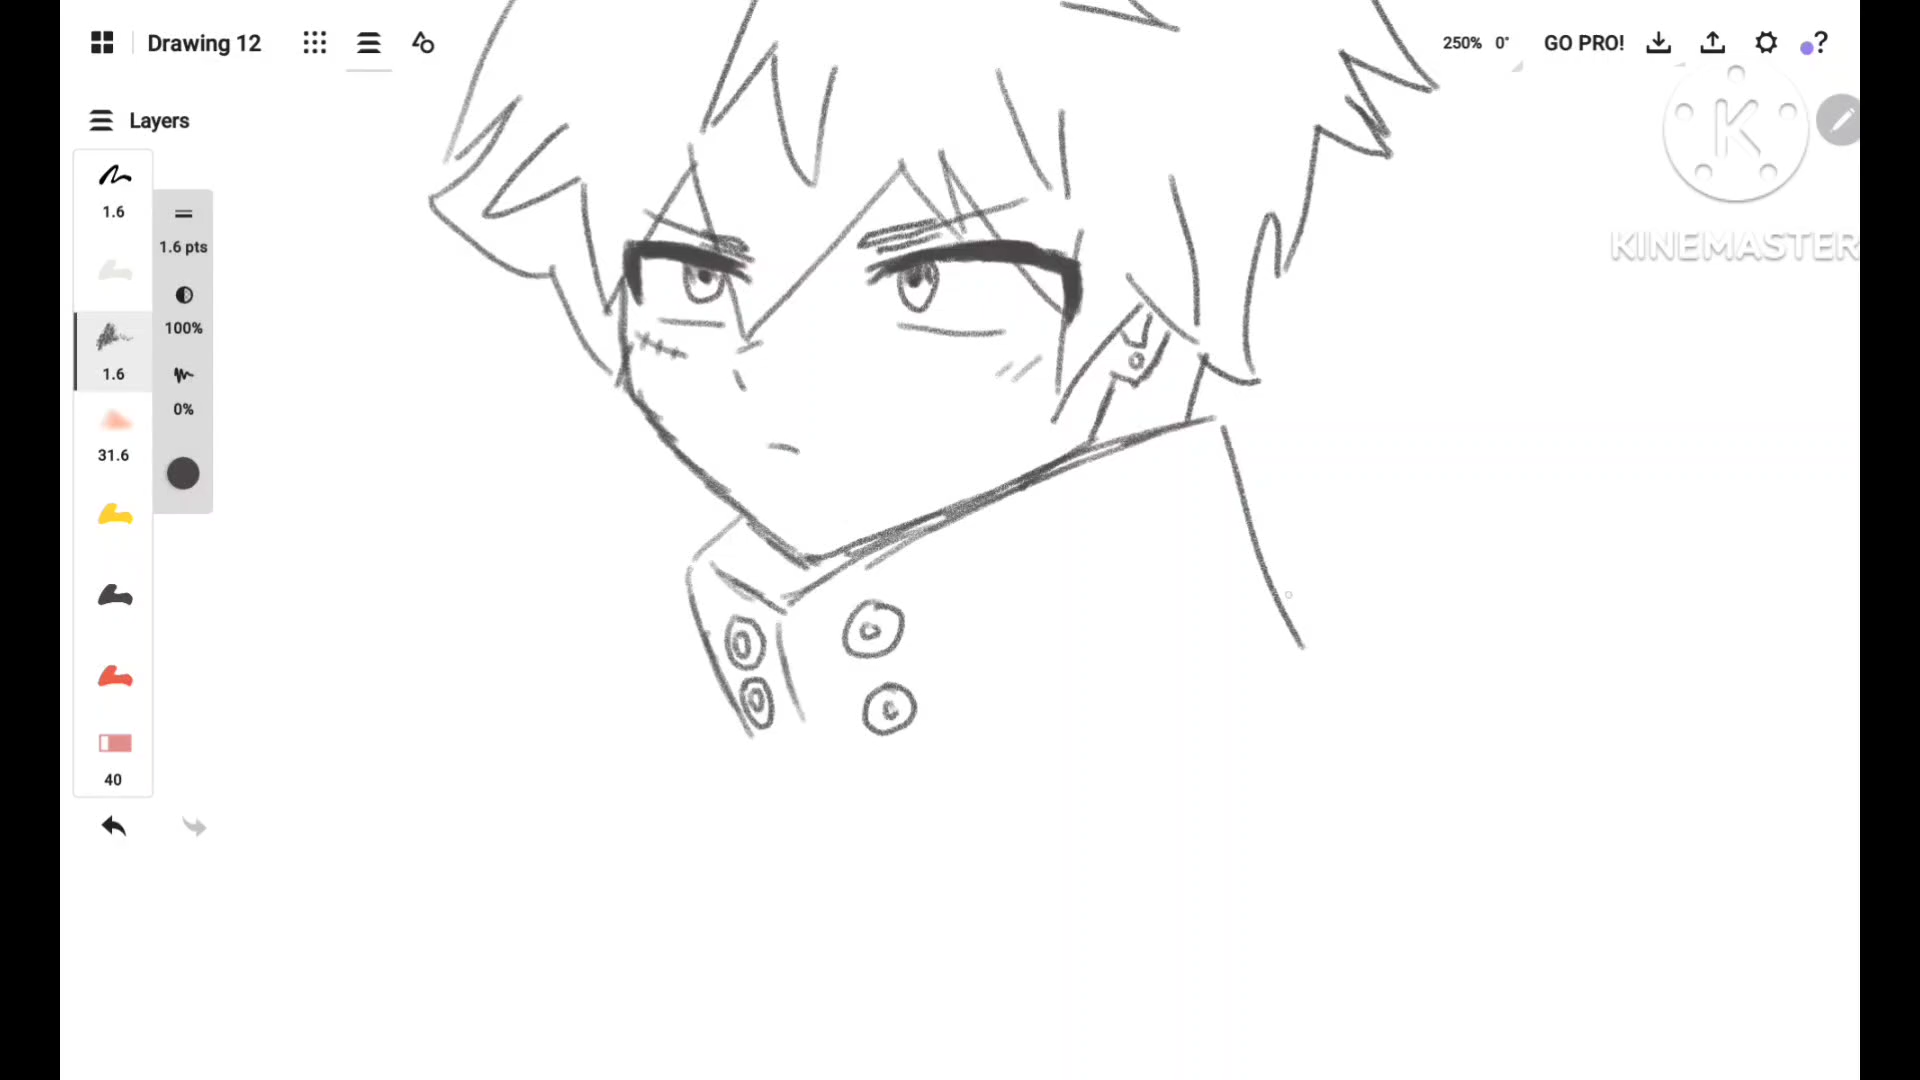 Drawing 12
250% 0°
GO PRO!
?
K
KINEMASTER
Layers
1.6
1.6 pts
100%
1.6
0%
31.6
40